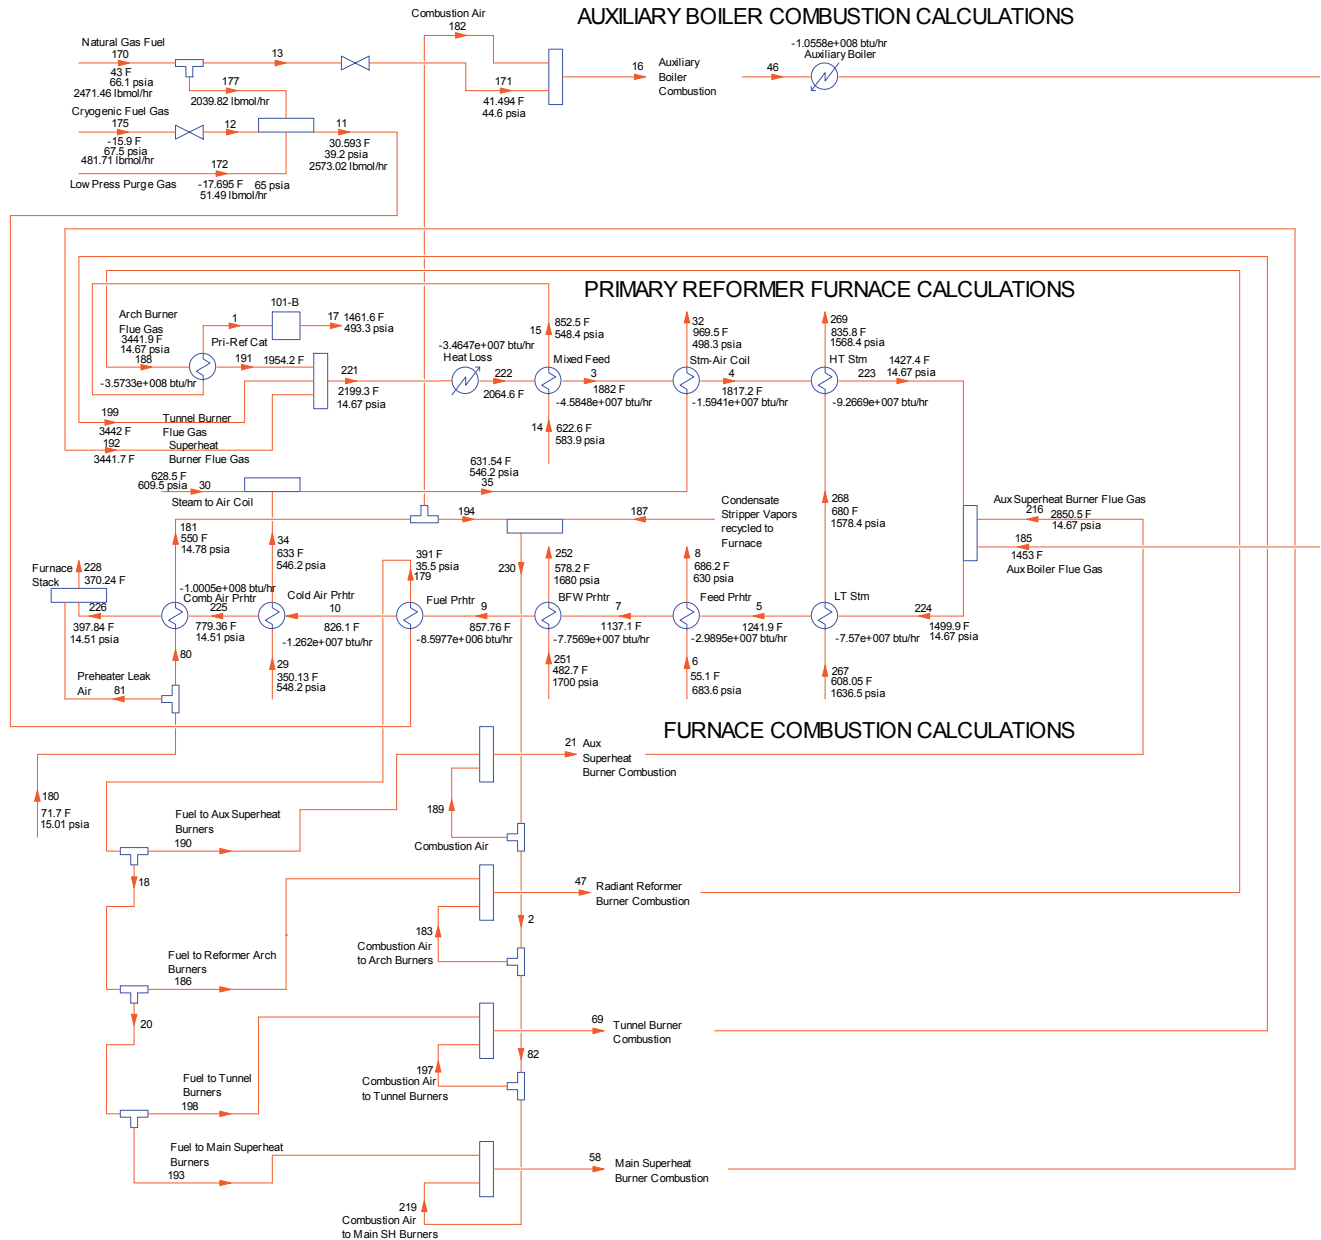 AUXILIARY BOILER COMBUSTION CALCULATIONS
Combustion Air
182
Natural Gas Fuel
170
43 F
66.1 psia
2471.46 lbmol/hr
13
177
2039.82 lbmol/hr
171
41.494 F
44.6 psia
16
Auxiliary
Boiler
Combustion
46
-1.0558e+008 btu/hr
Auxiliary Boiler
Cryogenic Fuel Gas
175
-15.9 F
67.5 psia
481.71 lbmol/hr
12
11
30.593 F
39.2 psia
2573.02 lbmol/hr
172
Low Press Purge Gas
-17.695 F
65 psia
51.49 lbmol/hr
PRIMARY REFORMER FURNACE CALCULATIONS
Arch Burner
Flue Gas
3441.9 F
14.67 psia
188
1
101-B
17
1461.6 F
493.3 psia
Pri-Ref Cat
191
1954.2 F
-3.5733e+008 btu/hr
221
2199.3 F
14.67 psia
-3.4647e+007 btu/hr
Heat Loss
222
2064.6 F
15
852.5 F
548.4 psia
Mixed Feed
3
1882 F
-4.5848e+007 btu/hr
14
622.6 F
583.9 psia
32
969.5 F
498.3 psia
Stm-Air Coil
4
1817.2 F
-1.5941e+007 btu/hr
269
835.8 F
1568.4 psia
HT Stm
223
1427.4 F
14.67 psia
-9.2669e+007 btu/hr
199
3442 F
Tunnel Burner
Flue Gas
192
3441.7F
Superheat
Burner Flue Gas
628.5 F
609.5 psia
30
Steam to Air Coil
631.54 F
546.2 psia
35
194
187
Condensate
Stripper Vapors
recycled to
Furnace
268
680 F
1578.4 psia
Aux Superheat Burner Flue Gas
216
2850.5 F
14.67 psia
185
1453 F
Aux Boiler Flue Gas
181
550 F
14.78 psia
34
633 F
546.2 psia
391 F
35.5 psia
179
230
252
578.2 F
1680 psia
8
686.2 F
630 psia
Furnace
Stack
228
370.24 F
226
397.84 F
14.51 psia
-1.0005e+008 btu/hr
Comb Air Prhtr
225
779.36 F
14.51 psia
Cold Air Prhtr
10
826.1 F
-1.262e+007 btu/hr
Fuel Prhtr
9
857.76 F
-8.5977e+006 btu/hr
BFW Prhtr
7
1137.1 F
-7.7569e+007 btu/hr
Feed Prhtr
5
1241.9 F
-2.9895e+007 btu/hr
LT Stm
224
1499.9 F
14.67 psia
-7.57e+007 btu/hr
80
Preheater Leak
Air
81
29
350.13 F
548.2 psia
251
482.7 F
1700 psia
6
55.1 F
683.6 psia
267
608.05 F
1636.5 psia
FURNACE COMBUSTION CALCULATIONS
180
71.7 F
15.01 psia
21
Aux
Superheat
Burner Combustion
189
Combustion Air
Fuel to Aux Superheat
Burners
190
18
47
Radiant Reformer
Burner Combustion
2
183
Combustion Air
to Arch Burners
Fuel to Reformer Arch
Burners
186
20
69
Tunnel Burner
Combustion
82
197
Combustion Air
to Tunnel Burners
Fuel to Tunnel
Burners
198
Fuel to Main Superheat
Burners
193
58
Main Superheat
Burner Combustion
219
Combustion Air
to Main SH Burners